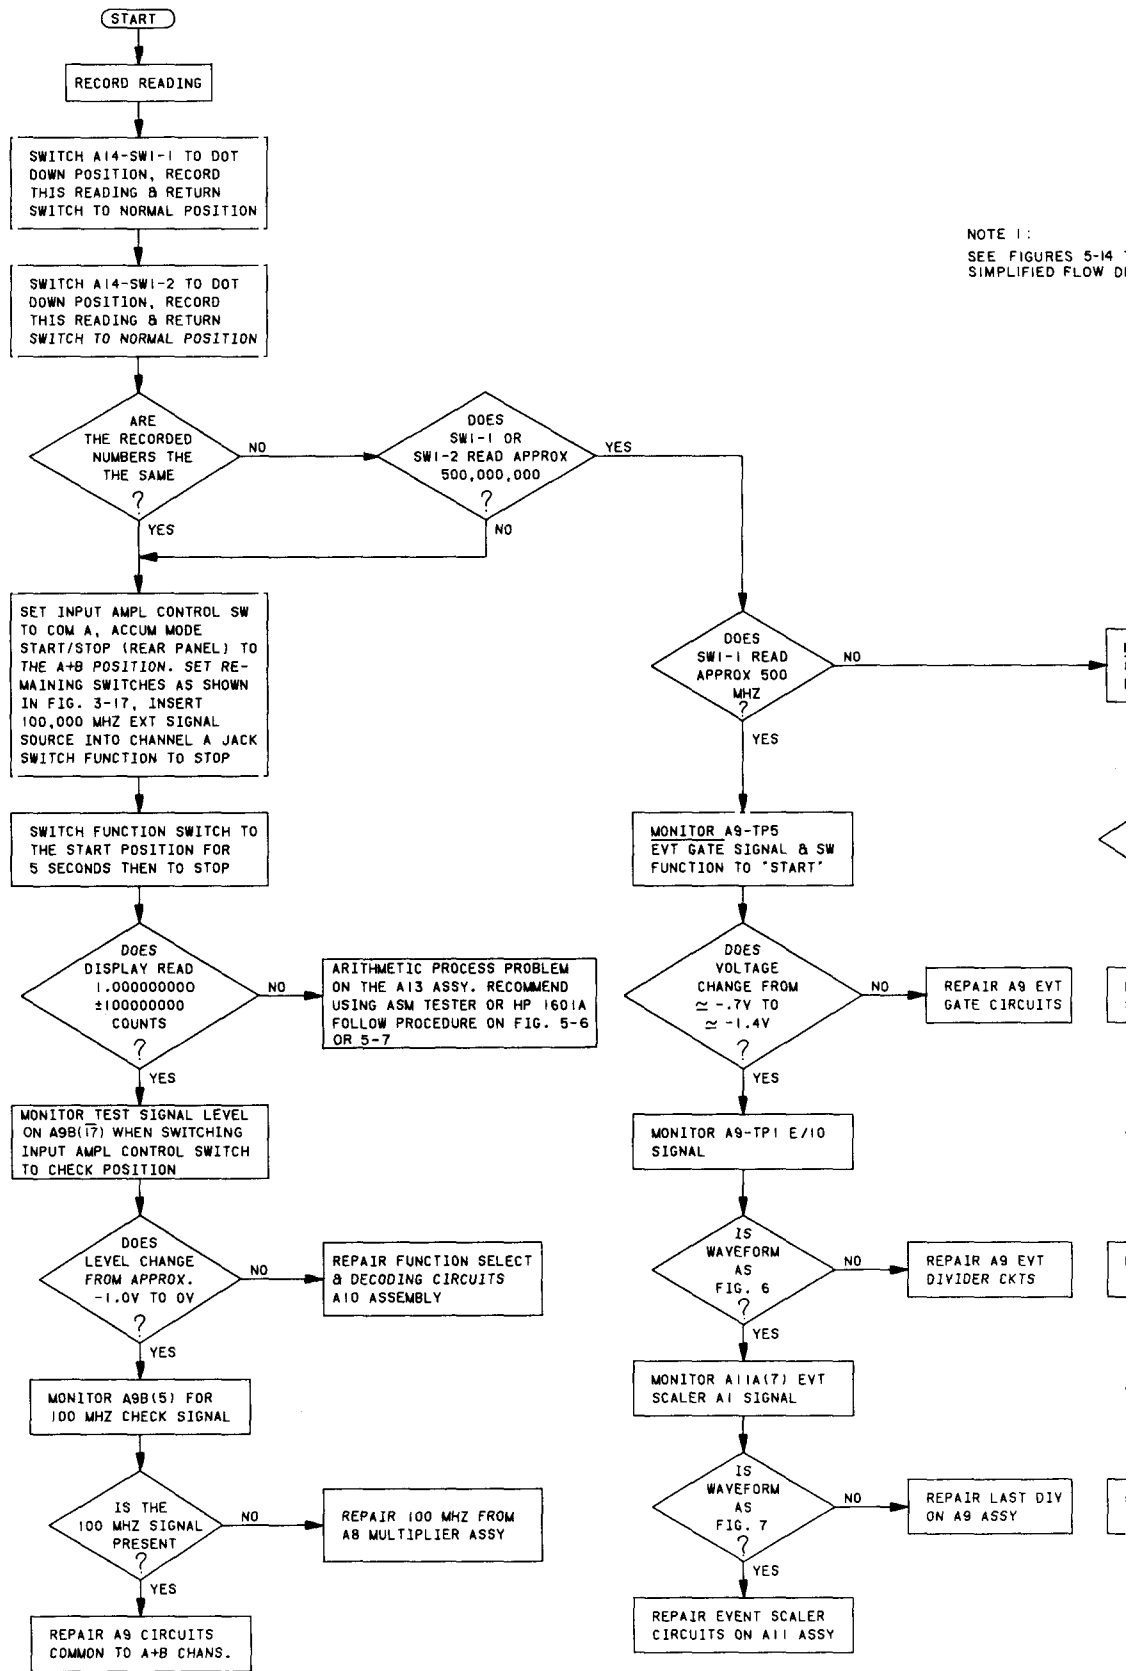 START
RECORD READING
SWITCH A14-SW1-1 TO DOT
DOWN POSITION, RECORD
THIS READING & RETURN
SWITCH TO NORMAL POSITION
SWITCH A14-SW1-2 TO DOT
DOWN POSITION, RECORD
THIS READING & RETURN
SWITCH TO NORMAL POSITION
NOTE 1:
SEE FIGURES 5-14
SIMPLIFIED FLOW
ARE
THE RECORDED
NUMBERS THE
THE SAME
?
NO
YES
DOES
SW1-1 OR
SW1-2 READ APPROX
500,000,000
?
YES
NO
SET INPUT AMPL CONTROL SW
TO COM A, ACCUM MODE
START/STOP (REAR PANEL) TO
THE A+B POSITION. SET RE-
MAINING SWITCHES AS SHOWN
IN FIG. 3-17, INSERT
100,000 MHZ EXT SIGNAL
SOURCE INTO CHANNEL A JACK
SWITCH FUNCTION TO STOP
SWITCH FUNCTION SWITCH TO
THE START POSITION FOR
5 SECONDS THEN TO STOP
DOES
DISPLAY READ
1.000000000
±100000000
COUNTS
?
NO
YES
ARITHMETIC PROCESS PROBLEM
ON THE A13 ASSY. RECOMMEND
USING ASM TESTER OR HP 1601A
FOLLOW PROCEDURE ON FIG. 5-6
OR 5-7
MONITOR TEST SIGNAL LEVEL
ON A9B(17) WHEN SWITCHING
INPUT AMPL CONTROL SWITCH
TO CHECK POSITION
DOES
LEVEL CHANGE
FROM APPROX.
-1.0V TO 0V
?
NO
YES
REPAIR FUNCTION SELECT
& DECODING CIRCUITS
A10 ASSEMBLY
MONITOR A9B(5) FOR
100 MHZ CHECK SIGNAL
IS THE
100 MHZ SIGNAL
PRESENT
?
NO
YES
REPAIR 100 MHZ FROM
A8 MULTIPLIER ASSY
REPAIR A9 CIRCUITS
COMMON TO A+B CHANS.
DOES
SW1-1 READ
APPROX 500
MHZ
?
NO
YES
MONITOR A9-TP5
EVT GATE SIGNAL & SW
FUNCTION TO "START"
DOES
VOLTAGE
CHANGE FROM
≃ -.7V TO
≃ -1.4V
?
NO
YES
REPAIR A9 EVT
GATE CIRCUITS
MONITOR A9-TP1 E/10
SIGNAL
IS
WAVEFORM
AS
FIG. 6
?
NO
YES
REPAIR A9 EVT
DIVIDER CKTS
MONITOR A11A(7) EVT
SCALER A1 SIGNAL
IS
WAVEFORM
AS
FIG. 7
?
NO
YES
REPAIR LAST DIV
ON A9 ASSY
REPAIR EVENT SCALER
CIRCUITS ON A11 ASSY